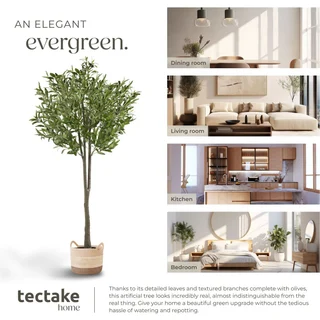 AN ELEGANT
evergreen.
Dining room
Living room
Kitchen
Bedroom
tectake
home
Thanks to its detailed leaves and textured branches complete with olives,
this artificial tree looks incredibly real, almost indistinguishable from the
real thing. Give your home a beautiful green upgrade without the tedious
hassle of watering and repotting.